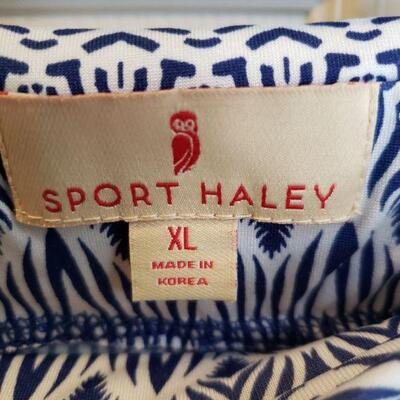 SPORT HALEY
XL
MADE IN
KOREA